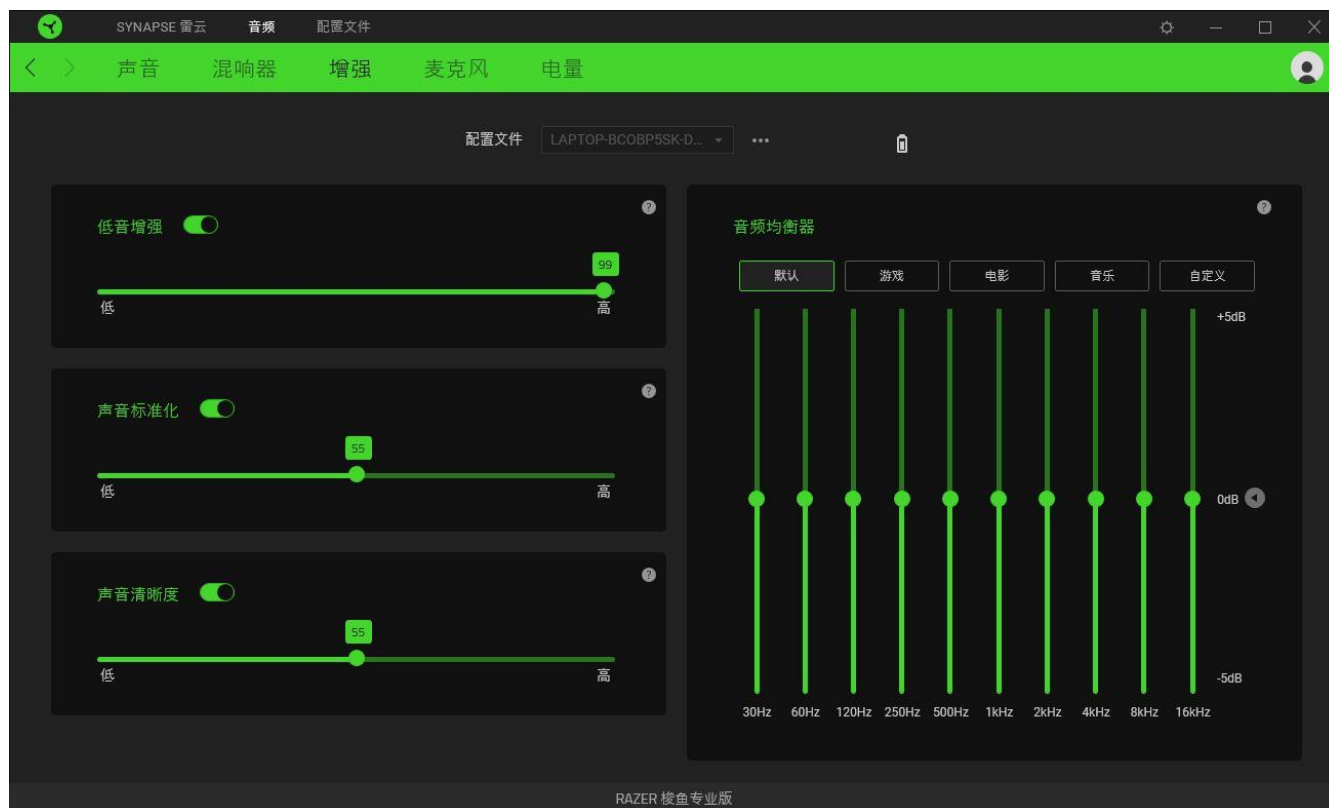 SYNAPSE 雷云 音频 配置文件
声音 混响器 增强 麦克风 电量
配置文件 LAPTOP-BCOBP5SK-D...
低音增强
99
低 高
声音标准化
55
低 高
声音清晰度
55
低 高
音频均衡器
默认 游戏 电影 音乐 自定义
+5dB
0dB
-5dB
30Hz 60Hz 120Hz 250Hz 500Hz 1kHz 2kHz 4kHz 8kHz 16kHz
RAZER 梭鱼专业版